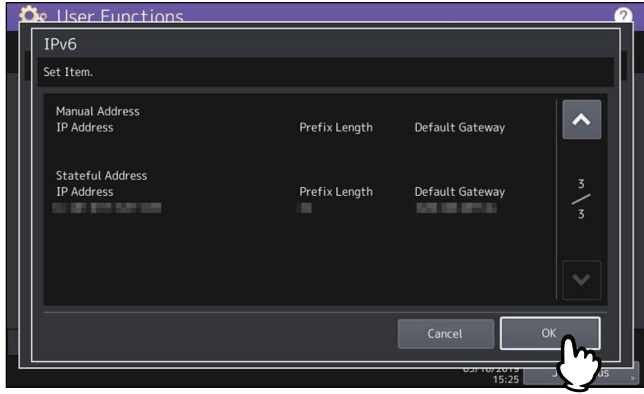 User Functions
?
IPv6
Set Item.
Manual Address
IP Address Prefix Length Default Gateway
Stateful Address
IP Address Prefix Length Default Gateway
3
3
Cancel OK
15:25